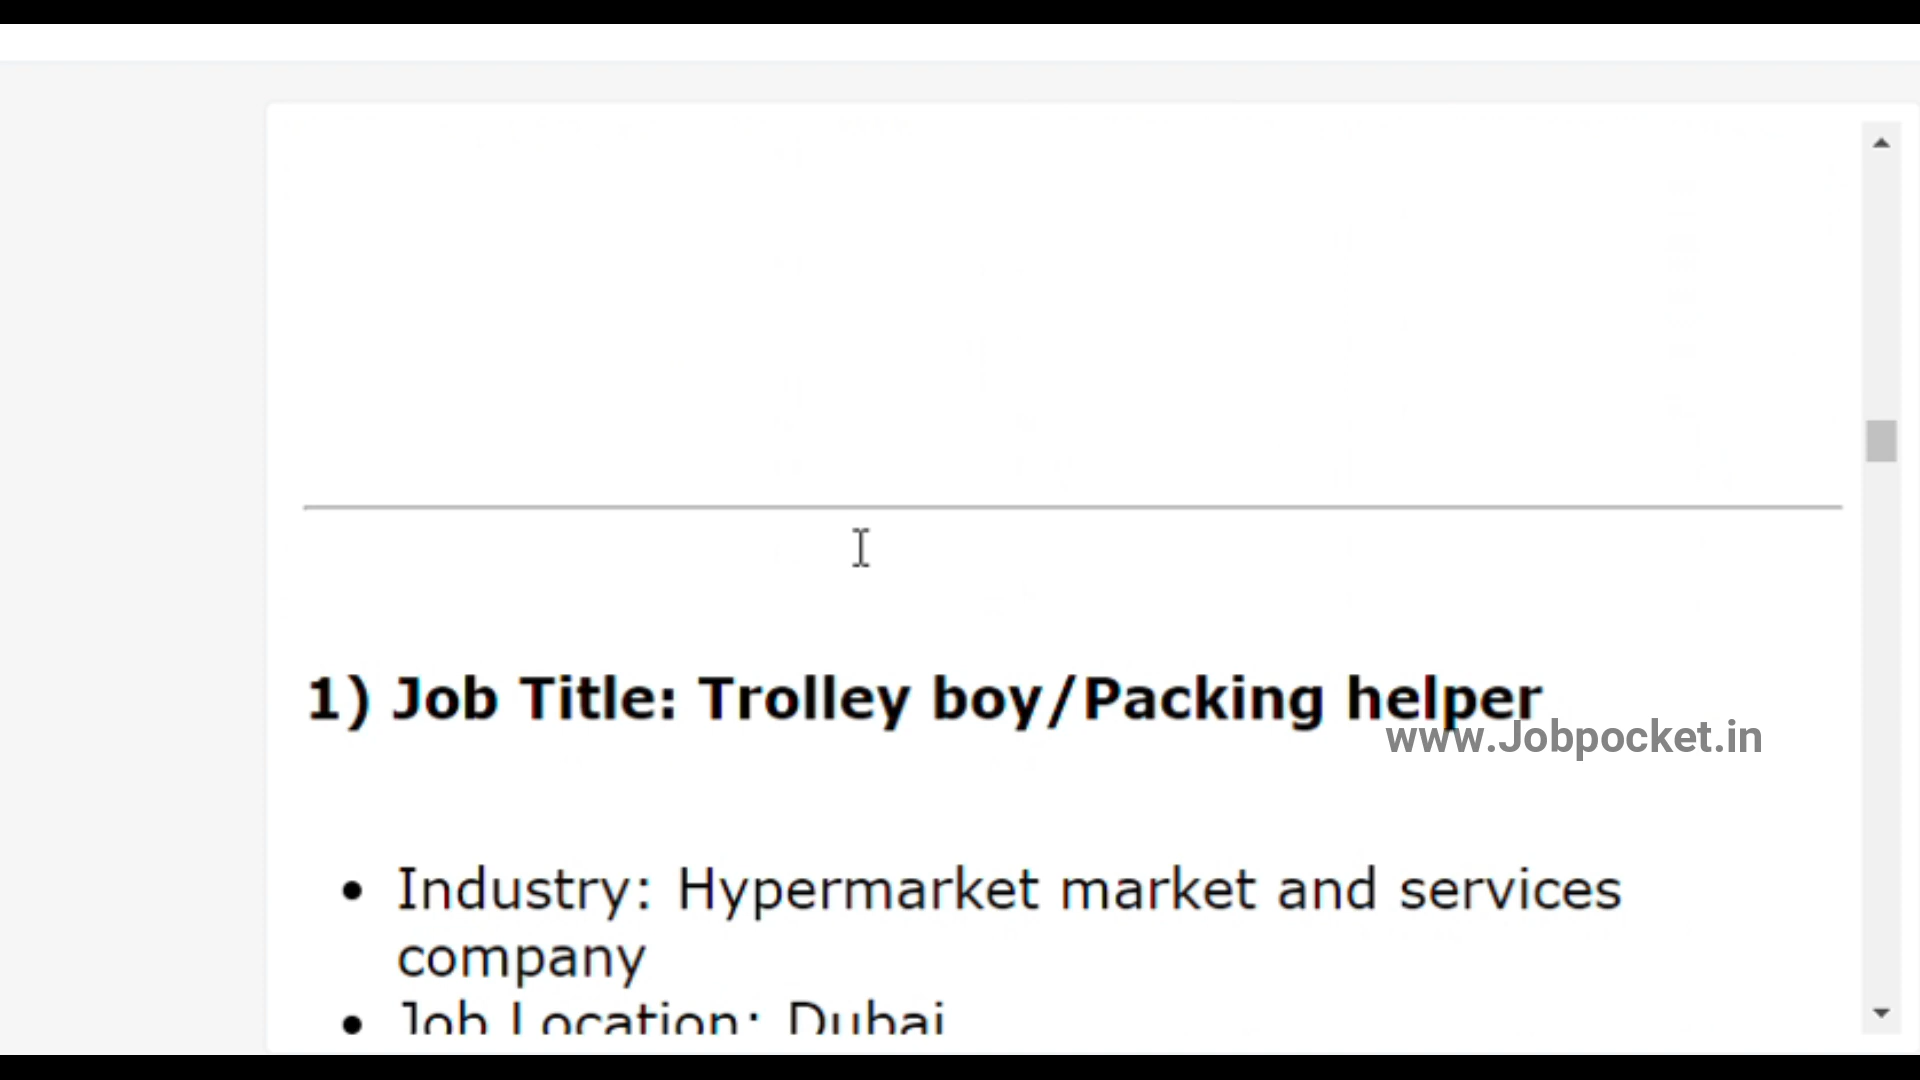 1) Job Title: Trolley boy/Packing helper
www.Jobpocket.in
Industry: Hypermarket market and services
company
Job Location: Dubai